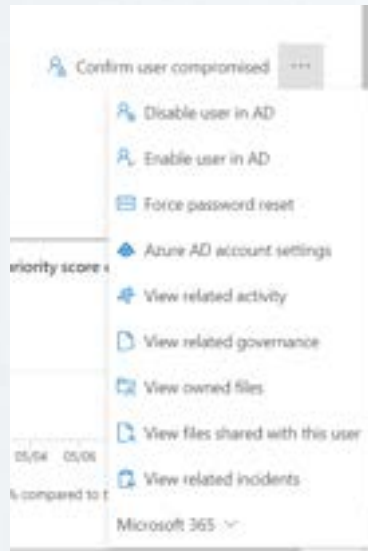 Confirm user compromised ...
Disable user in AD
Enable user in AD
Force password reset
Azure AD account settings
riority score
View related activity
View related governance
View owned files
View files shared with this user
05/04 05/06
View related incidents
% compared to t
Microsoft 365